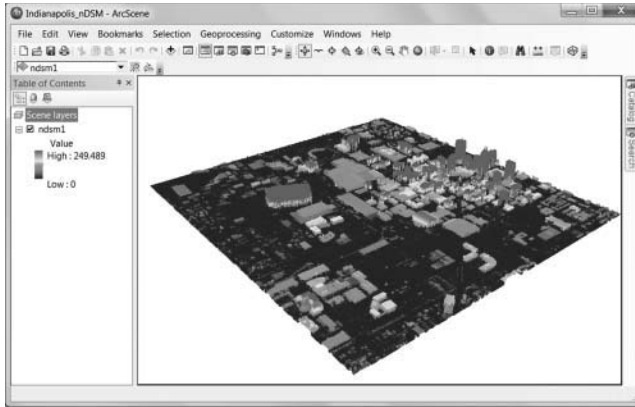 Indianapolis_nDSM - ArcScene
File Edit View Bookmarks Selection Geoprocessing Customize Windows Help
ndsm1
Table of Contents
Scene layers
ndsm1
Value
High : 249.489
Low : 0
Catalog
Search